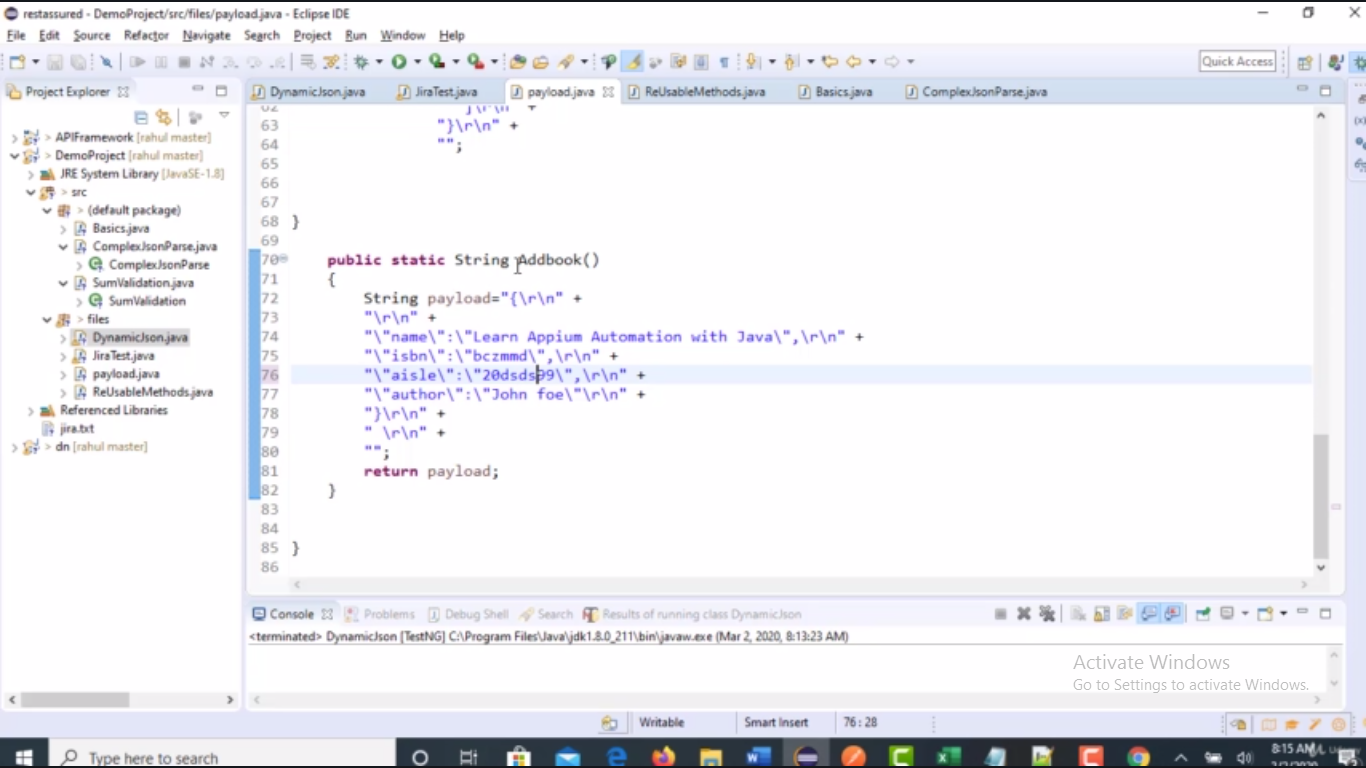 restassured - DemoProject/src/files/payload.java - Eclipse IDE
File Edit Source Refactor Navigate Search Project Run Window Help
Quick Access
Project Explorer
DynamicJson.java JiraTest.java payload.java ReUsableMethods.java Basics.java ComplexJsonParse.java
APIFramework [rahul master]
DemoProject [rahul master]
JRE System Library [JavaSE-1.8]
> src
> (default package)
Basics.java
ComplexJsonParse.java
ComplexJsonParse
SumValidation.java
SumValidation
> files
DynamicJson.java
JiraTest.java
payload.java
ReUsableMethods.java
Referenced Libraries
jira.txt
> dn [rahul master]
62 }\r\n" +
63 "}\r\n" +
64 "";
65
66
67
68 }
69
70 public static String Addbook()
71 {
72 String payload="{\r\n" +
73 "\r\n" +
74 "\"name\":\"Learn Appium Automation with Java\",\r\n" +
75 "\"isbn\":\"bczmmd\",\r\n" +
76 "\"aisle\":\"20dsds99\",\r\n" +
77 "\"author\":\"John foe\"\r\n" +
78 "}\r\n" +
79 " \r\n" +
80 "";
81 return payload;
82 }
83
84
85 }
86
Console Problems Debug Shell Search Results of running class DynamicJson
<terminated> DynamicJson [TestNG] C:\Program Files\Java\jdk1.8.0_211\bin\javaw.exe (Mar 2, 2020, 8:13:23 AM)
Activate Windows
Go to Settings to activate Windows.
Writable Smart Insert 76 : 28
Type here to search
8:15 AM